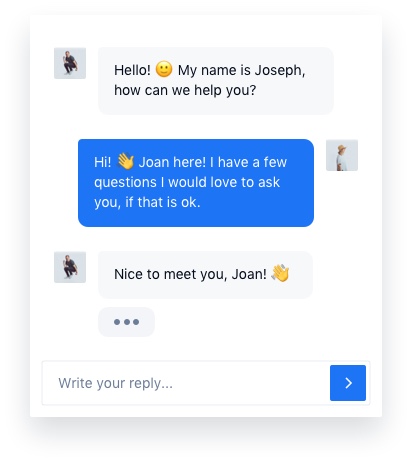 Hello! 🙂 My name is Joseph,
how can we help you?
Hi! 👋 Joan here! I have a few
questions I would love to ask
you, if that is ok.
Nice to meet you, Joan! 👋
Write your reply...